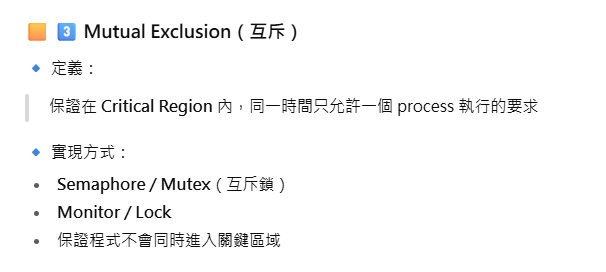 🟧 3️⃣ Mutual Exclusion（互斥）
🔹 定義：
保證在 Critical Region 內，同一時間只允許一個 process 執行的要求
🔹 實現方式：
• Semaphore / Mutex（互斥鎖）
• Monitor / Lock
• 保證程式不會同時進入關鍵區域